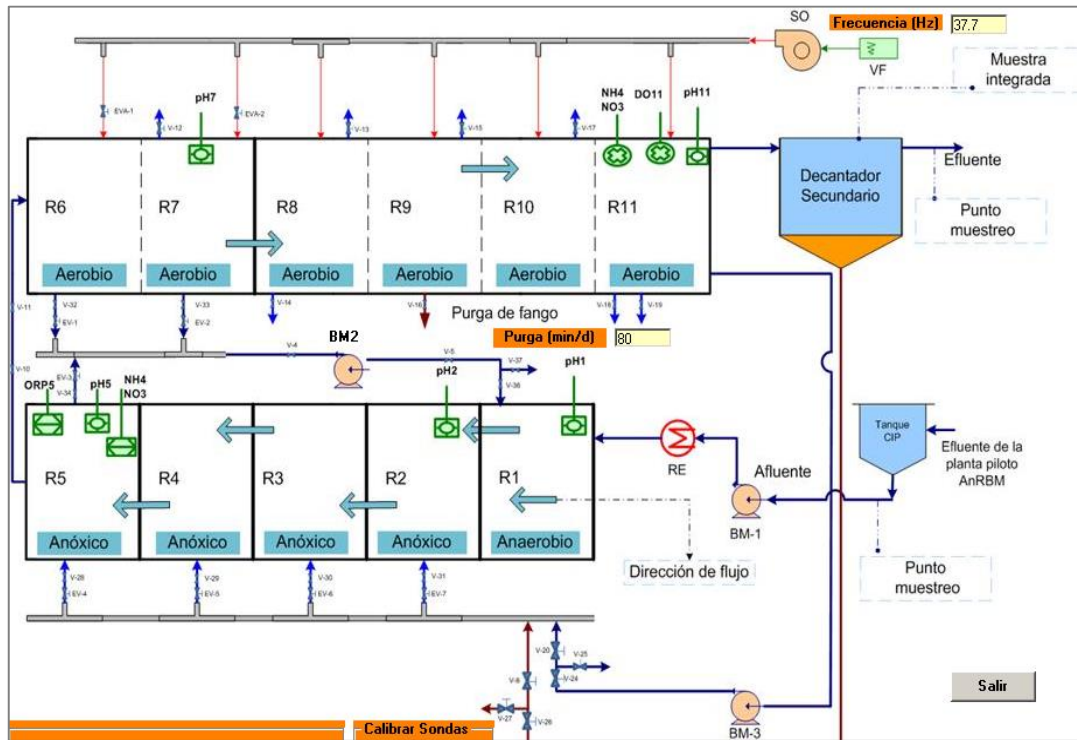 SO
Frecuencia (Hz)
37.7
VF
Muestra
integrada
EVA-1
V-12
pH7
EVA-2
V-13
V-15
V-17
NH4
NO3
DO11
pH11
Efluente
Decantador
Secundario
Punto
muestreo
R6
R7
R8
R9
R10
R11
Aerobio
Aerobio
Aerobio
Aerobio
Aerobio
Aerobio
V-11
V-32
EV-1
V-33
EV-2
V-14
V-16
Purga de fango
V-18
V-19
Purga (min/d)
80
BM2
V-4
V-5
V-37
V-36
V-10
EV-3
V-34
ORP5
pH5
NH4
NO3
pH2
pH1
R5
R4
R3
R2
R1
Anóxico
Anóxico
Anóxico
Anóxico
Anaerobio
RE
Afluente
BM-1
Tanque
CIP
Efluente de la
planta piloto
AnRBM
Punto
muestreo
Dirección de flujo
V-28
EV-4
V-29
EV-5
V-30
EV-6
V-31
EV-7
V-20
V-25
V-24
V-6
V-27
V-26
BM-3
Salir
Calibrar Sondas